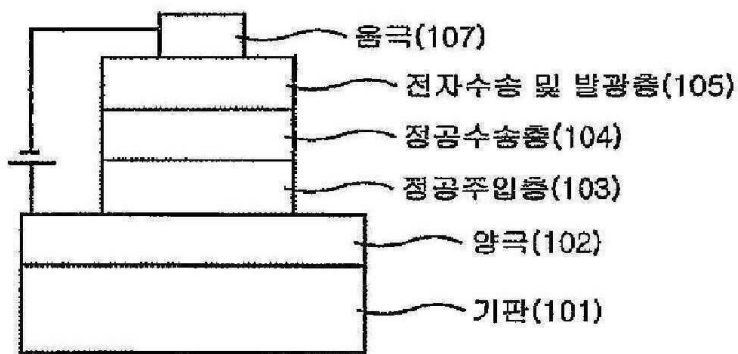 음극(107)
전자수송 및 발광층(105)
정공수송층(104)
정공주입층(103)
양극(102)
기판(101)